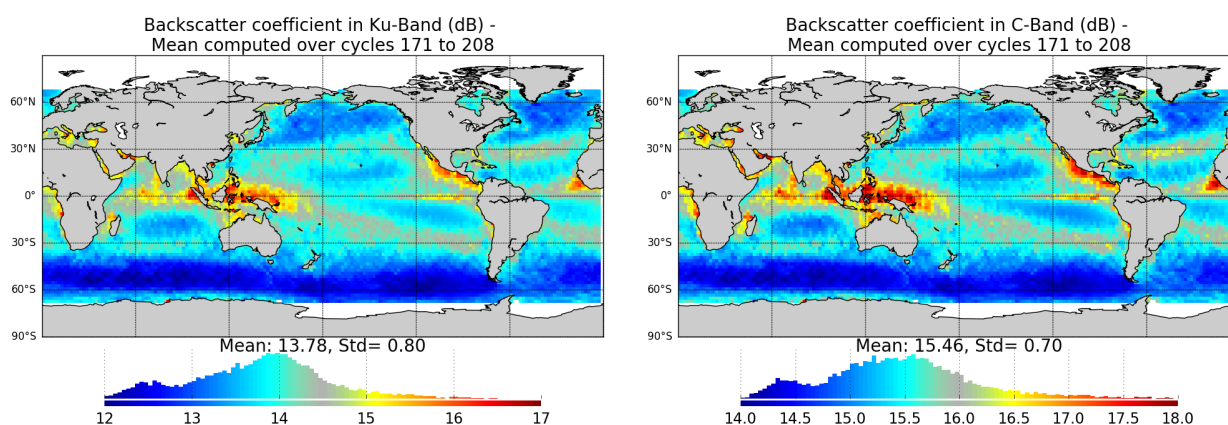 Backscatter coefficient in Ku-Band (dB) -
Mean computed over cycles 171 to 208
60°N
30°N
0°
30°S
60°S
90°S
Mean: 13.78, Std= 0.80
12 13 14 15 16 17
Backscatter coefficient in C-Band (dB) -
Mean computed over cycles 171 to 208
60°N
30°N
0°
30°S
60°S
90°S
Mean: 15.46, Std= 0.70
14.0 14.5 15.0 15.5 16.0 16.5 17.0 17.5 18.0